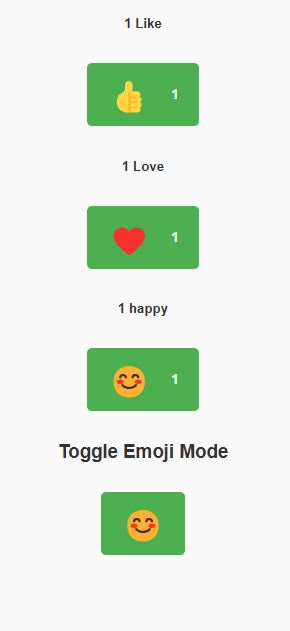 1 Like
👍 1
1 Love
❤️ 1
1 happy
😊 1
Toggle Emoji Mode
😊